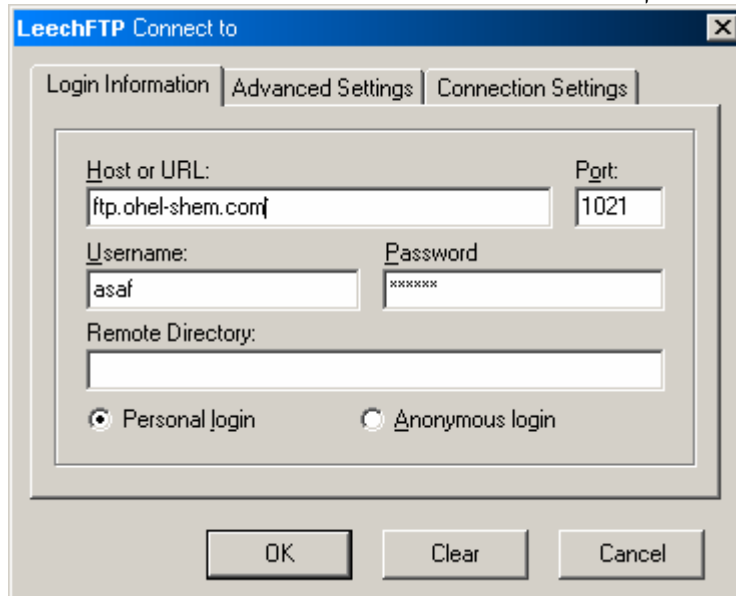 LeechFTP Connect to
Login Information Advanced Settings Connection Settings
Host or URL: Port:
ftp.ohel-shem.com 1021
Username: Password
asaf ××××××
Remote Directory:
Personal login Anonymous login
OK Clear Cancel